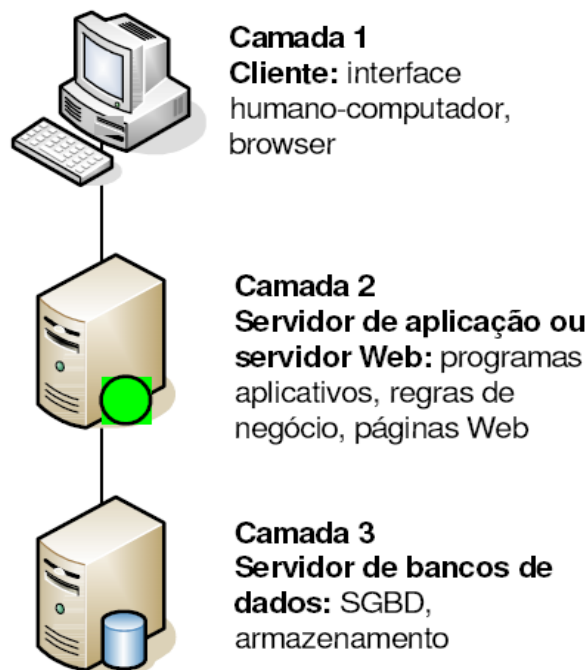 Camada 1
Cliente: interface
humano-computador,
browser
Camada 2
Servidor de aplicação ou
servidor Web: programas
aplicativos, regras de
negócio, páginas Web
Camada 3
Servidor de bancos de
dados: SGBD,
armazenamento